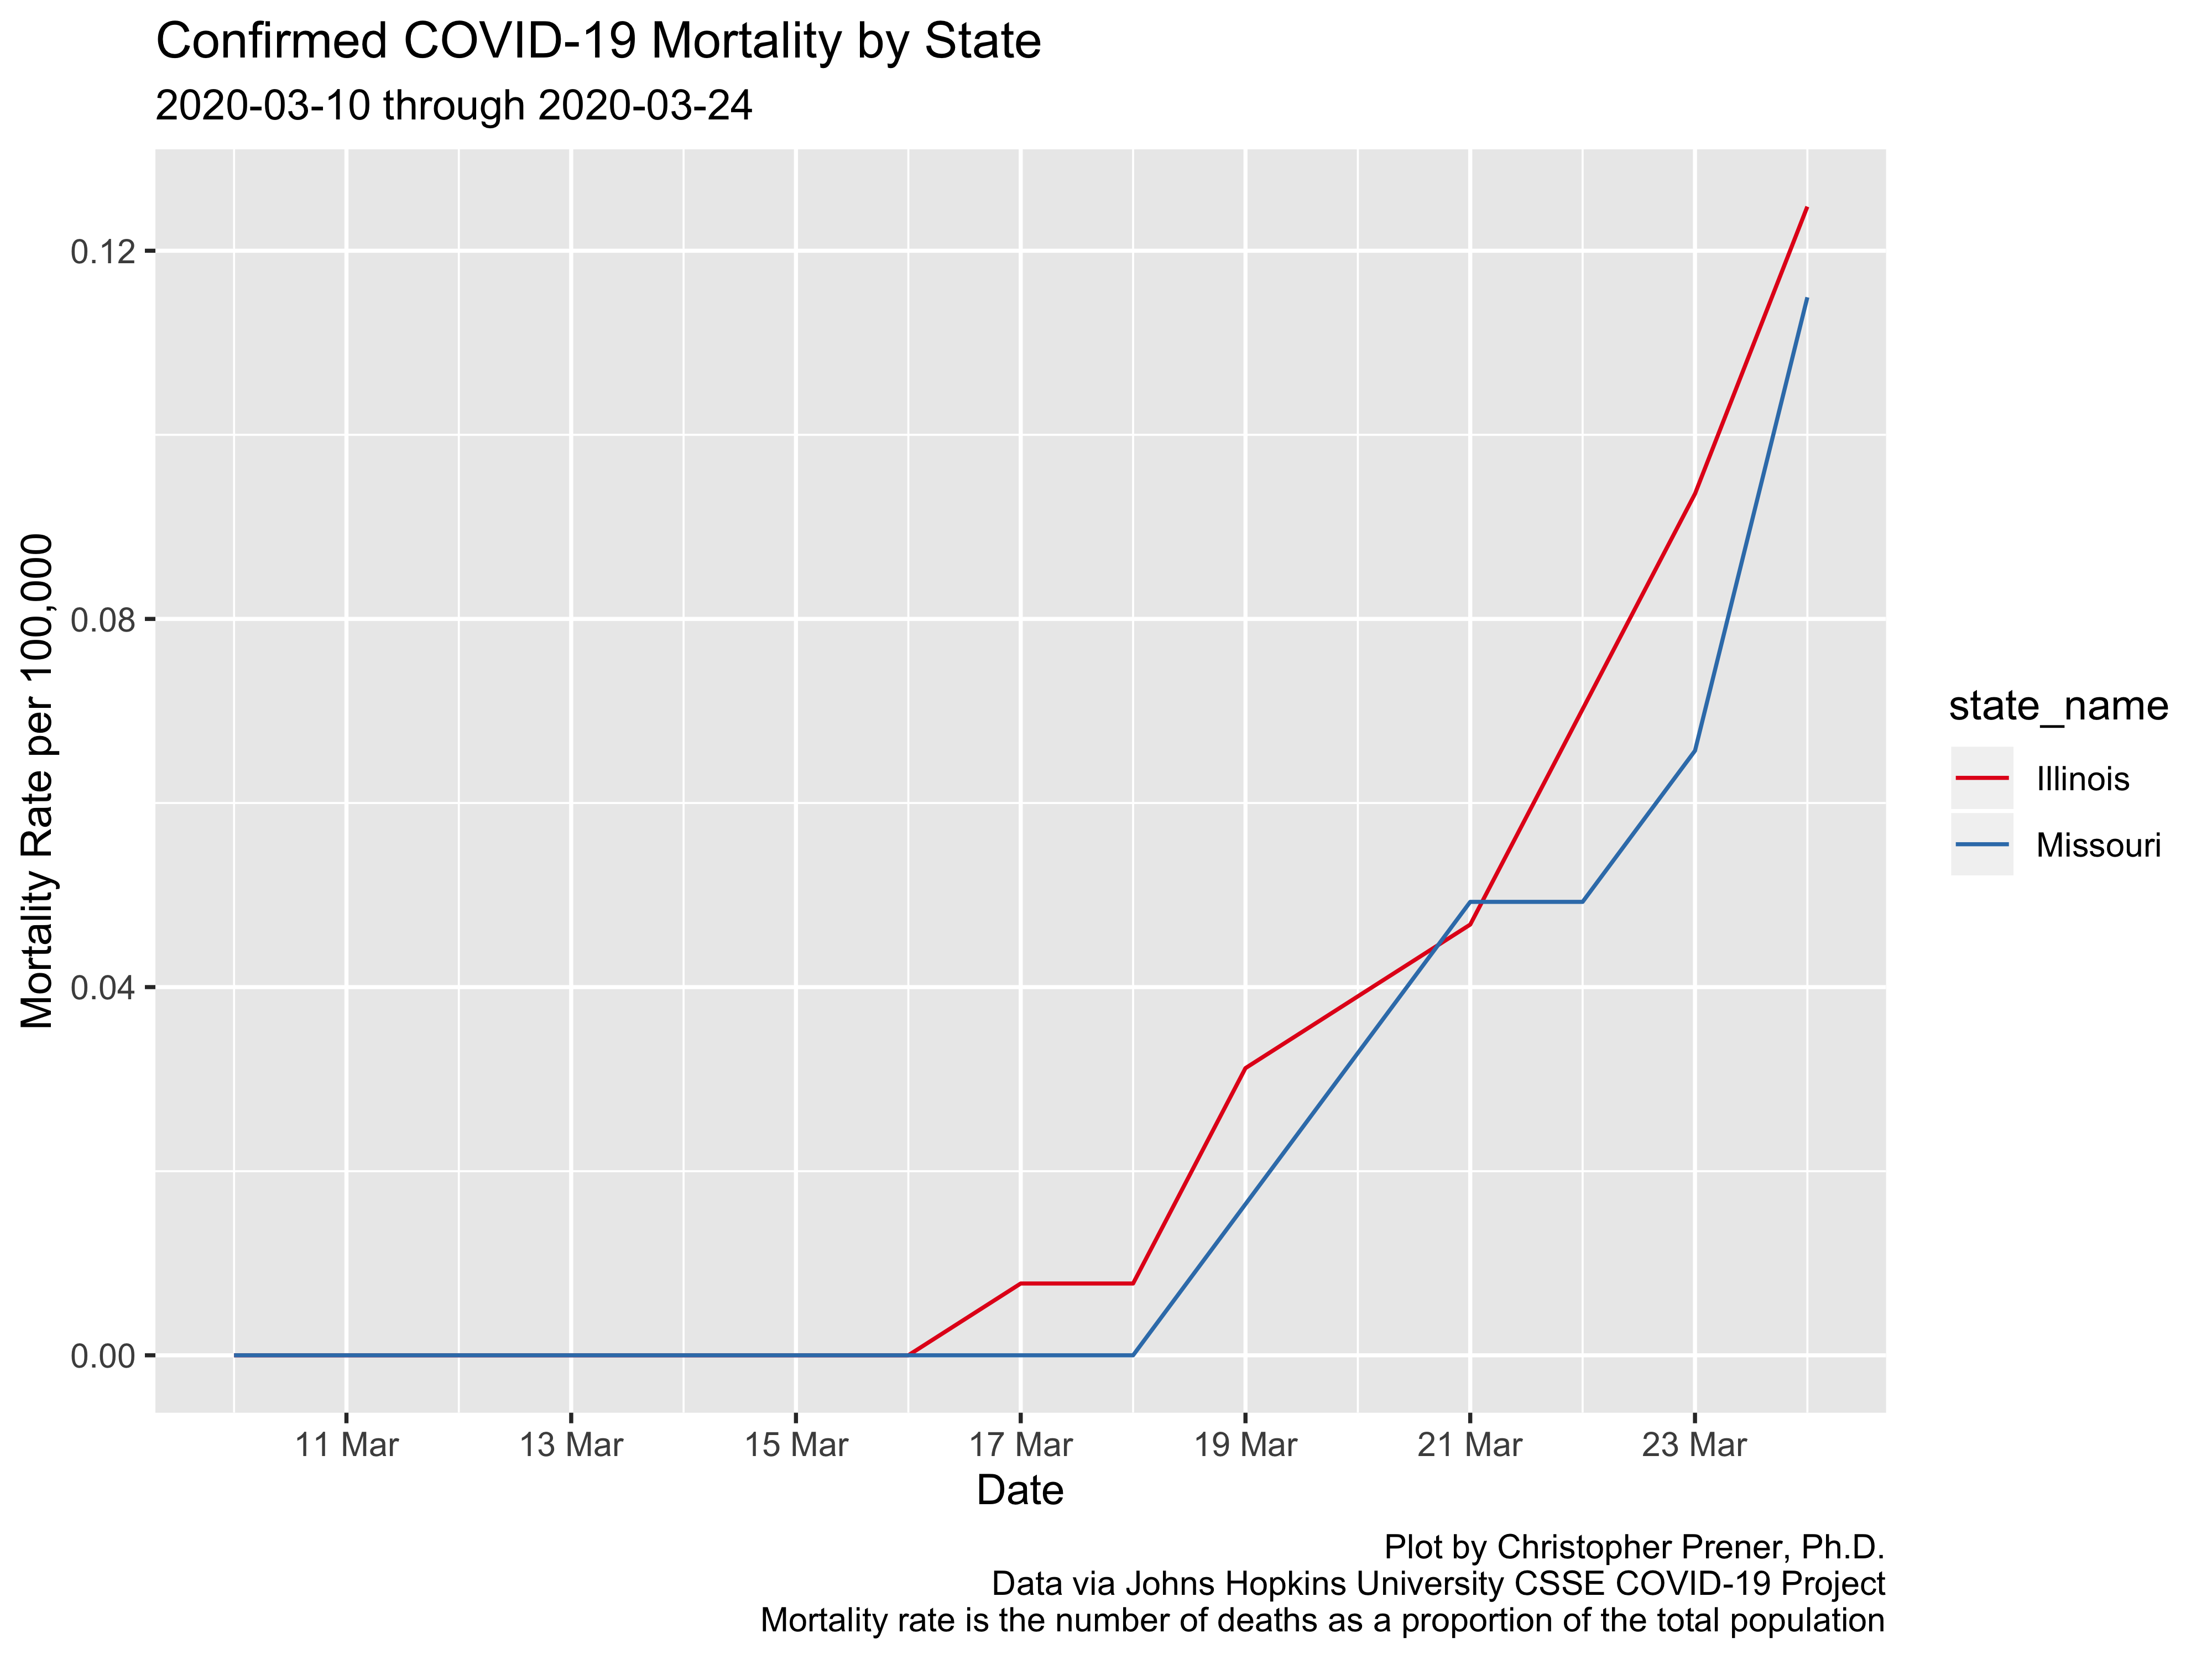 Confirmed COVID-19 Mortality by State
2020-03-10 through 2020-03-24
Mortality Rate per 100,000
0.12
0.08
0.04
0.00
11 Mar
13 Mar
15 Mar
17 Mar
19 Mar
21 Mar
23 Mar
Date
state_name
Illinois
Missouri
Plot by Christopher Prener, Ph.D.
Data via Johns Hopkins University CSSE COVID-19 Project
Mortality rate is the number of deaths as a proportion of the total population